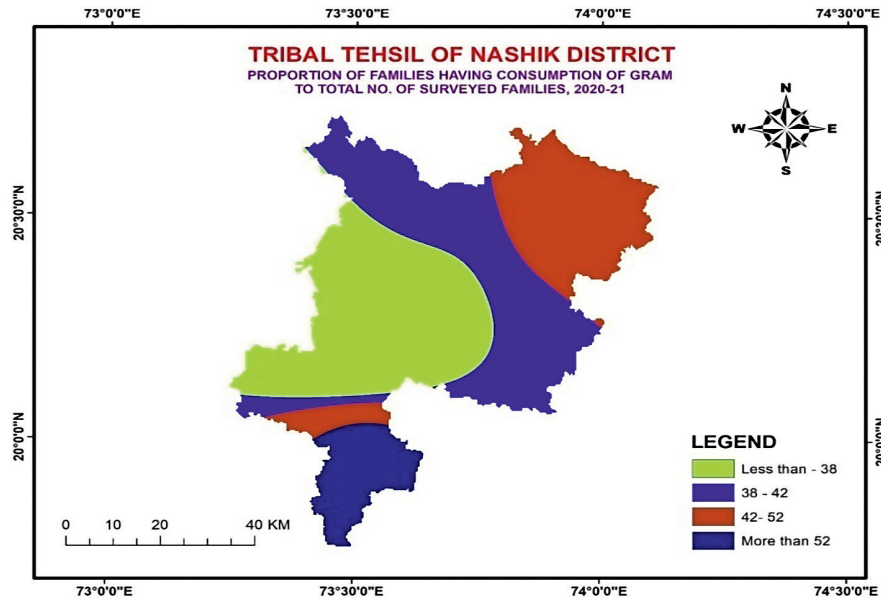 73°0'0"E 73°30'0"E 74°0'0"E 74°30'0"E
TRIBAL TEHSIL OF NASHIK DISTRICT
PROPORTION OF FAMILIES HAVING CONSUMPTION OF GRAM
TO TOTAL NO. OF SURVEYED FAMILIES, 2020-21
N
W E
S
20°30'0"N
20°0'0"N
LEGEND
Less than - 38
38 - 42
42- 52
More than 52
0 10 20 40 KM
73°0'0"E 73°30'0"E 74°0'0"E 74°30'0"E